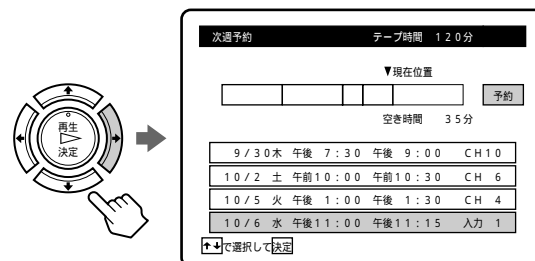 次週予約 テープ時間 120分
▼現在位置
予約
空き時間 35分
再生
決定
9/30木 午後 7:30 午後 9:00 CH10
10/2 土 午前10:00 午前10:30 CH 6
10/5 火 午後 1:00 午後 1:30 CH 4
10/6 水 午後11:00 午後11:15 入力 1
↑↓で選択して決定